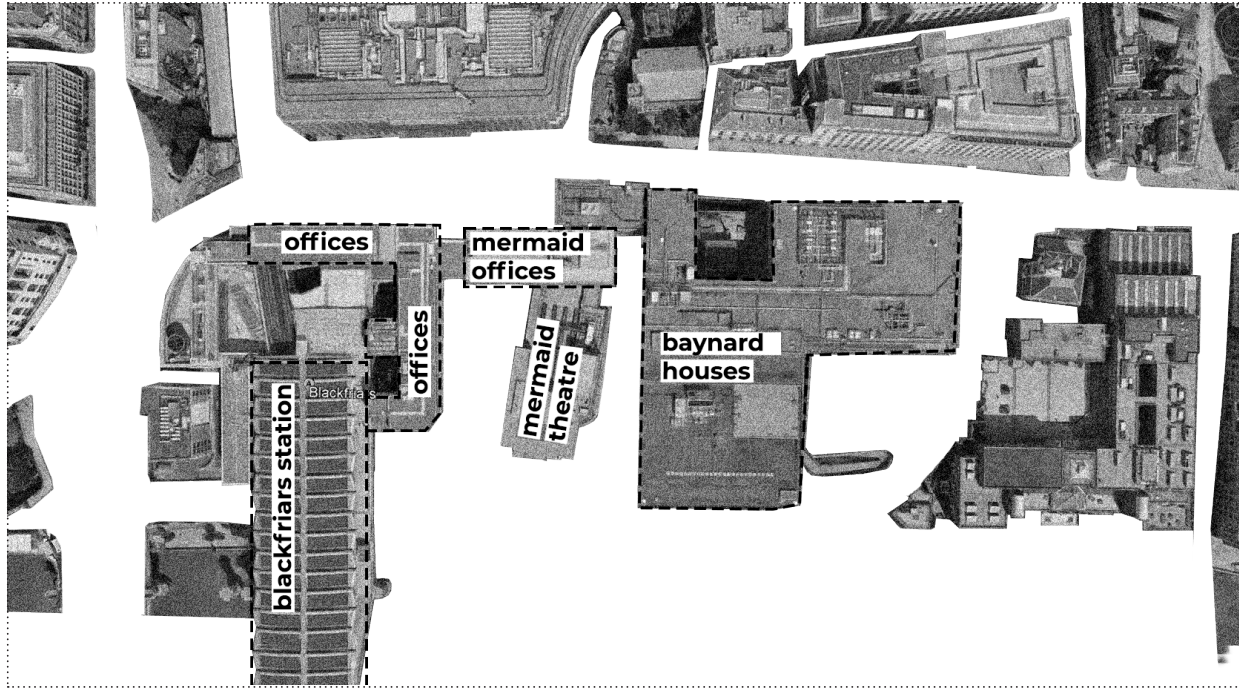 offices
mermaid
offices
offices
mermaid
theatre
baynard
houses
Blackfriars
blackfriars station